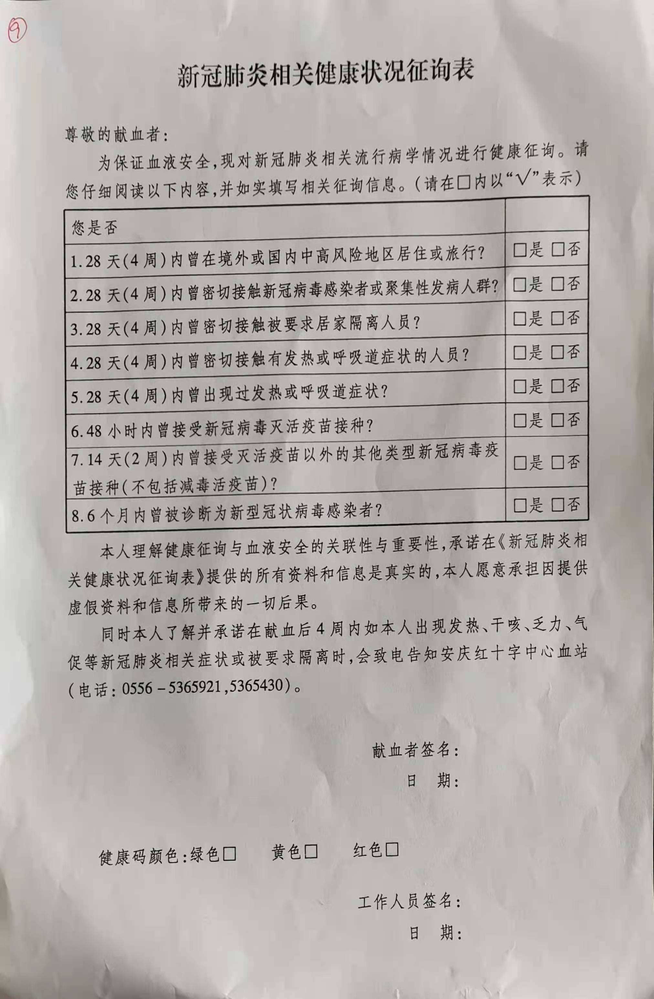 9
新冠肺炎相关健康状况征询表
尊敬的献血者：
为保证血液安全,现对新冠肺炎相关流行病学情况进行健康征询。请
您仔细阅读以下内容,并如实填写相关征询信息。(请在□内以“√”表示)
您是否
1.28 天(4 周)内曾在境外或国内中高风险地区居住或旅行? □是 □否
2.28 天(4 周)内曾密切接触新冠病毒感染者或聚集性发病人群? □是 □否
3.28 天(4 周)内曾密切接触被要求居家隔离人员? □是 □否
4.28 天(4 周)内曾密切接触有发热或呼吸道症状的人员? □是 □否
5.28 天(4 周)内曾出现过发热或呼吸道症状? □是 □否
6.48 小时内曾接受新冠病毒灭活疫苗接种? □是 □否
7.14 天(2 周)内曾接受灭活疫苗以外的其他类型新冠病毒疫
苗接种(不包括减毒活疫苗)? □是 □否
8.6 个月内曾被诊断为新型冠状病毒感染者? □是 □否
本人理解健康征询与血液安全的关联性与重要性,承诺在《新冠肺炎相
关健康状况征询表》提供的所有资料和信息是真实的,本人愿意承担因提供
虚假资料和信息所带来的一切后果。
同时本人了解并承诺在献血后 4 周内如本人出现发热、干咳、乏力、气
促等新冠肺炎相关症状或被要求隔离时,会致电告知安庆红十字中心血站
(电话: 0556－5365921,5365430)。
献血者签名:
日 期:
健康码颜色:绿色□ 黄色□ 红色□
工作人员签名:
日 期: